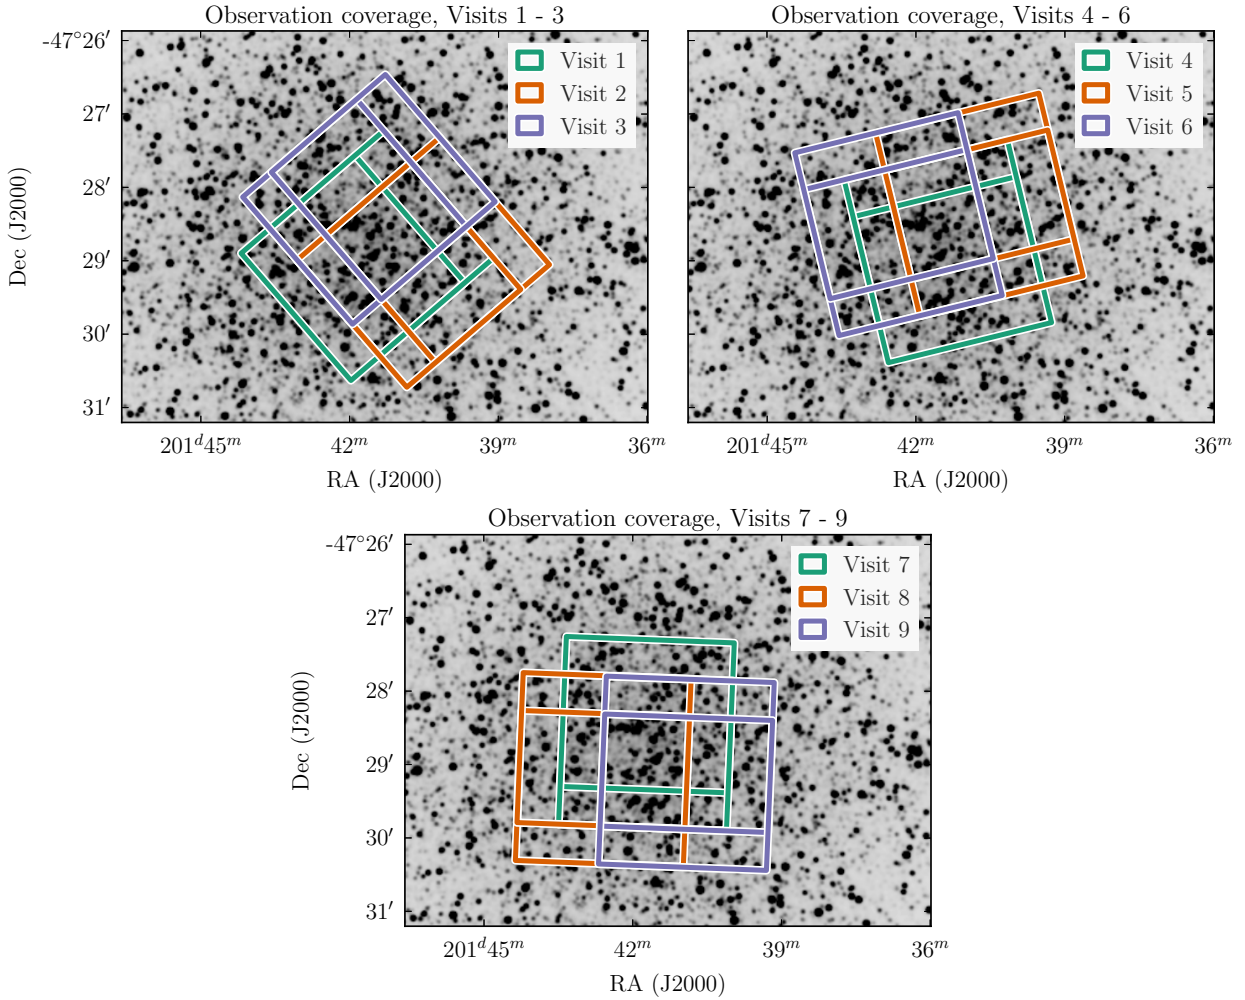 Observation coverage, Visits 1 - 3
-47°26′
27′
28′
29′
30′
31′
Dec (J2000)
Visit 1
Visit 2
Visit 3
201ᵈ45ᵐ
42ᵐ
39ᵐ
36ᵐ
RA (J2000)
Observation coverage, Visits 4 - 6
Visit 4
Visit 5
Visit 6
201ᵈ45ᵐ
42ᵐ
39ᵐ
36ᵐ
RA (J2000)
Observation coverage, Visits 7 - 9
-47°26′
27′
28′
29′
30′
31′
Dec (J2000)
Visit 7
Visit 8
Visit 9
201ᵈ45ᵐ
42ᵐ
39ᵐ
36ᵐ
RA (J2000)